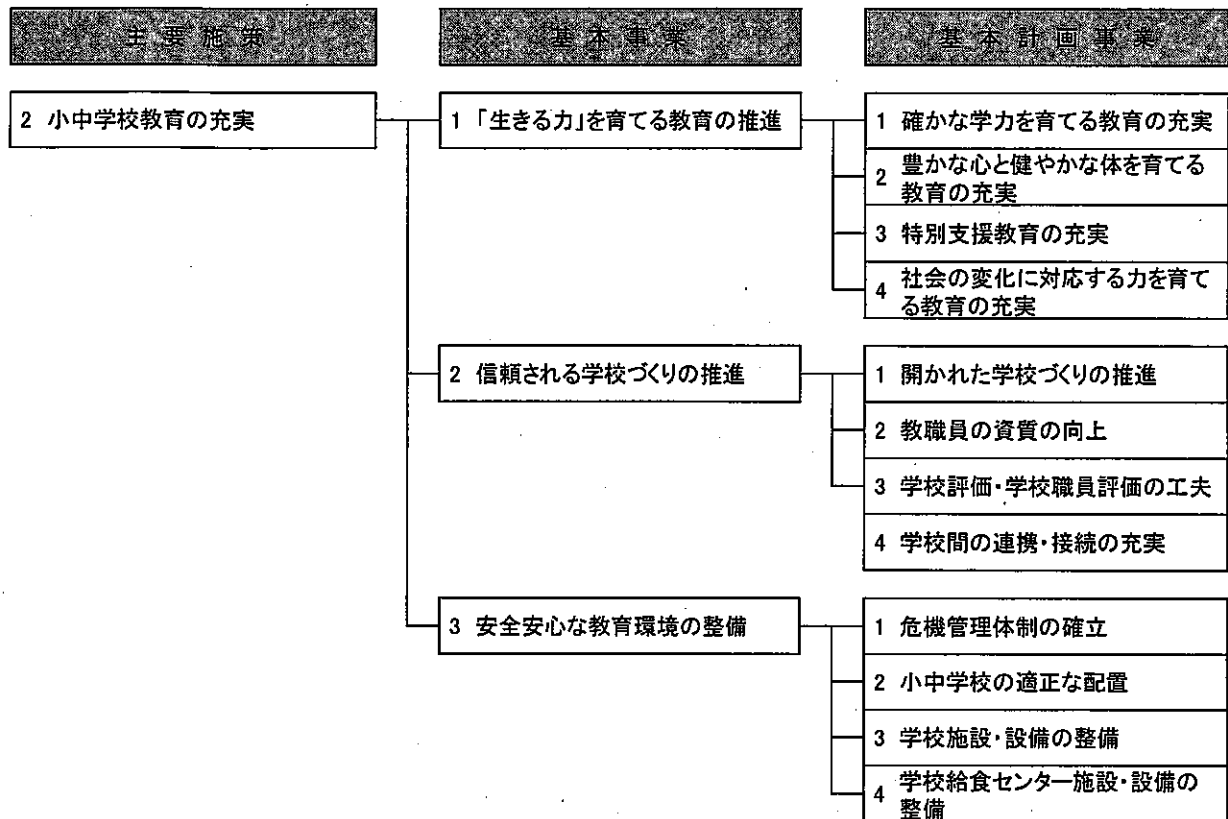 主要施策
基本事業
基本計画事業
2 小中学校教育の充実
1 「生きる力」を育てる教育の推進
1 確かな学力を育てる教育の充実
2 豊かな心と健やかな体を育てる
教育の充実
3 特別支援教育の充実
4 社会の変化に対応する力を育て
る教育の充実
2 信頼される学校づくりの推進
1 開かれた学校づくりの推進
2 教職員の資質の向上
3 学校評価・学校職員評価の工夫
4 学校間の連携・接続の充実
3 安全安心な教育環境の整備
1 危機管理体制の確立
2 小中学校の適正な配置
3 学校施設・設備の整備
4 学校給食センター施設・設備の
整備